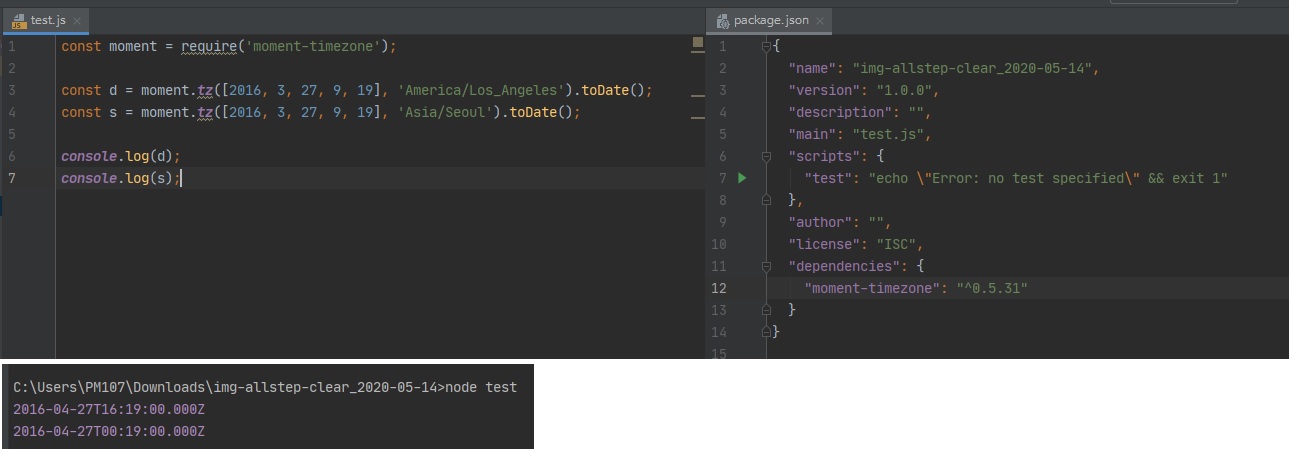 test.js
1 const moment = require('moment-timezone');
2
3 const d = moment.tz([2016, 3, 27, 9, 19], 'America/Los_Angeles').toDate();
4 const s = moment.tz([2016, 3, 27, 9, 19], 'Asia/Seoul').toDate();
5
6 console.log(d);
7 console.log(s);
package.json
1 {
2 "name": "img-allstep-clear_2020-05-14",
3 "version": "1.0.0",
4 "description": "",
5 "main": "test.js",
6 "scripts": {
7 "test": "echo \"Error: no test specified\" && exit 1"
8 },
9 "author": "",
10 "license": "ISC",
11 "dependencies": {
12 "moment-timezone": "^0.5.31"
13 }
14 }
15
C:\Users\PM107\Downloads\img-allstep-clear_2020-05-14>node test
2016-04-27T16:19:00.000Z
2016-04-27T00:19:00.000Z